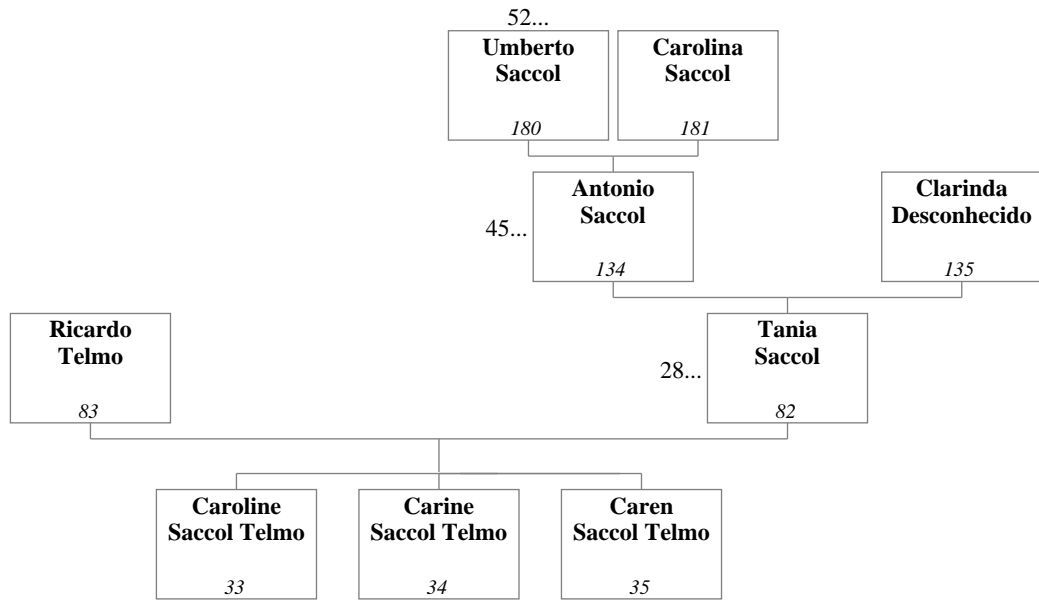 52...
Umberto
Saccol
180
Carolina
Saccol
181
45...
Antonio
Saccol
134
Clarinda
Desconhecido
135
Ricardo
Telmo
83
28...
Tania
Saccol
82
Caroline
Saccol Telmo
33
Carine
Saccol Telmo
34
Caren
Saccol Telmo
35